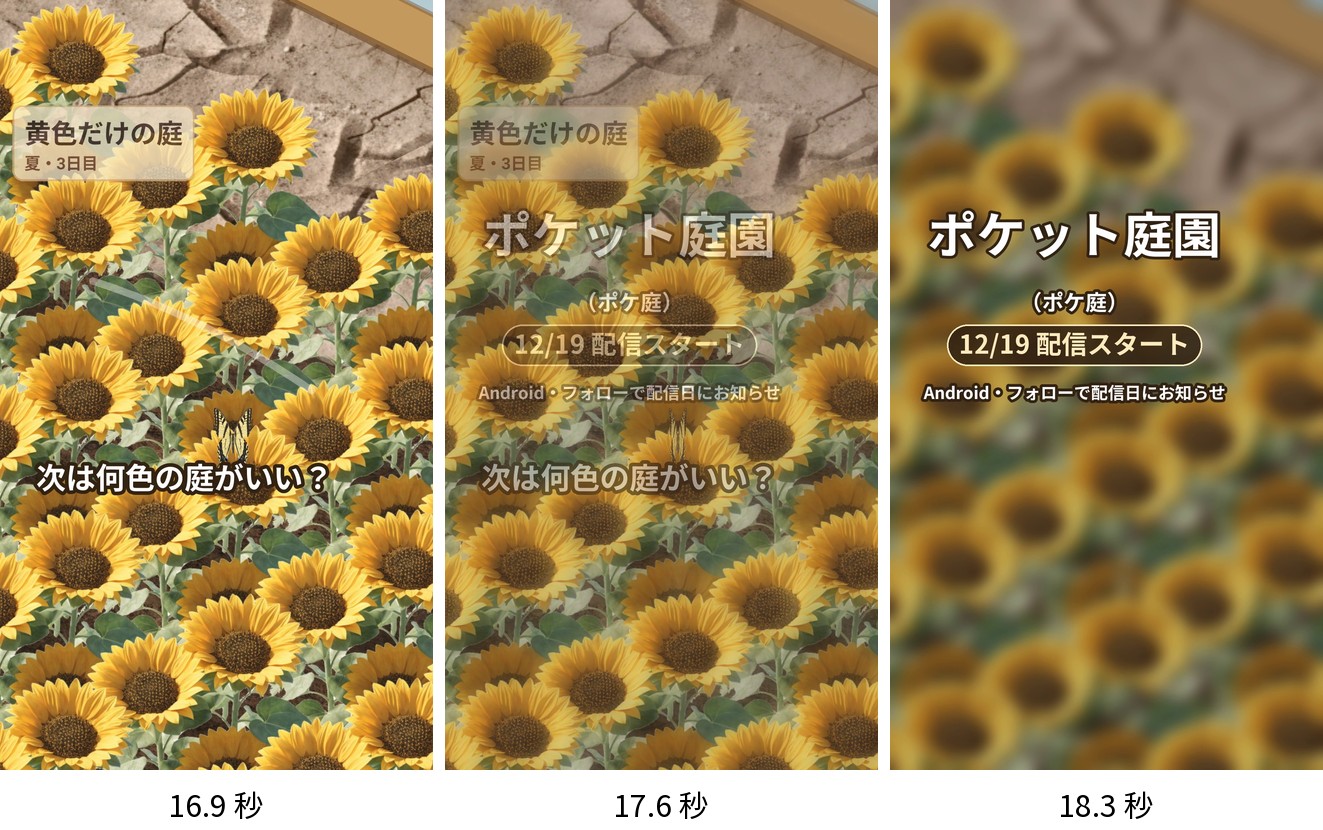 黄色だけの庭
夏・3日目
次は何色の庭がいい？
16.9 秒
黄色だけの庭
夏・3日目
ポケット庭園
（ポケ庭）
12/19 配信スタート
Android・フォローで配信日にお知らせ
次は何色の庭がいい？
17.6 秒
ポケット庭園
（ポケ庭）
12/19 配信スタート
Android・フォローで配信日にお知らせ
18.3 秒